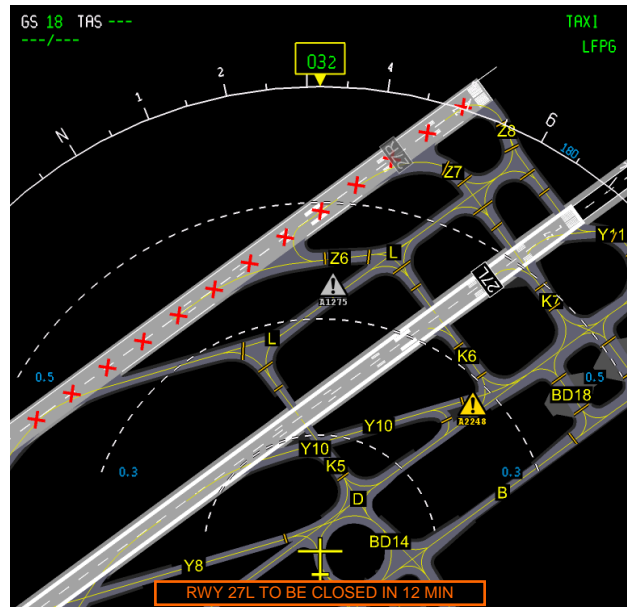 GS 18 TAS ---
---/---
TAXI
LFPG
032
N
1
2
4
6
180
Z8
27R
Z7
Y11
Z6
L
27L
A1275
K7
L
K6
0.5
0.5
A2248
BD18
Y10
Y10
0.3
K5
0.3
D
B
BD14
Y8
RWY 27L TO BE CLOSED IN 12 MIN